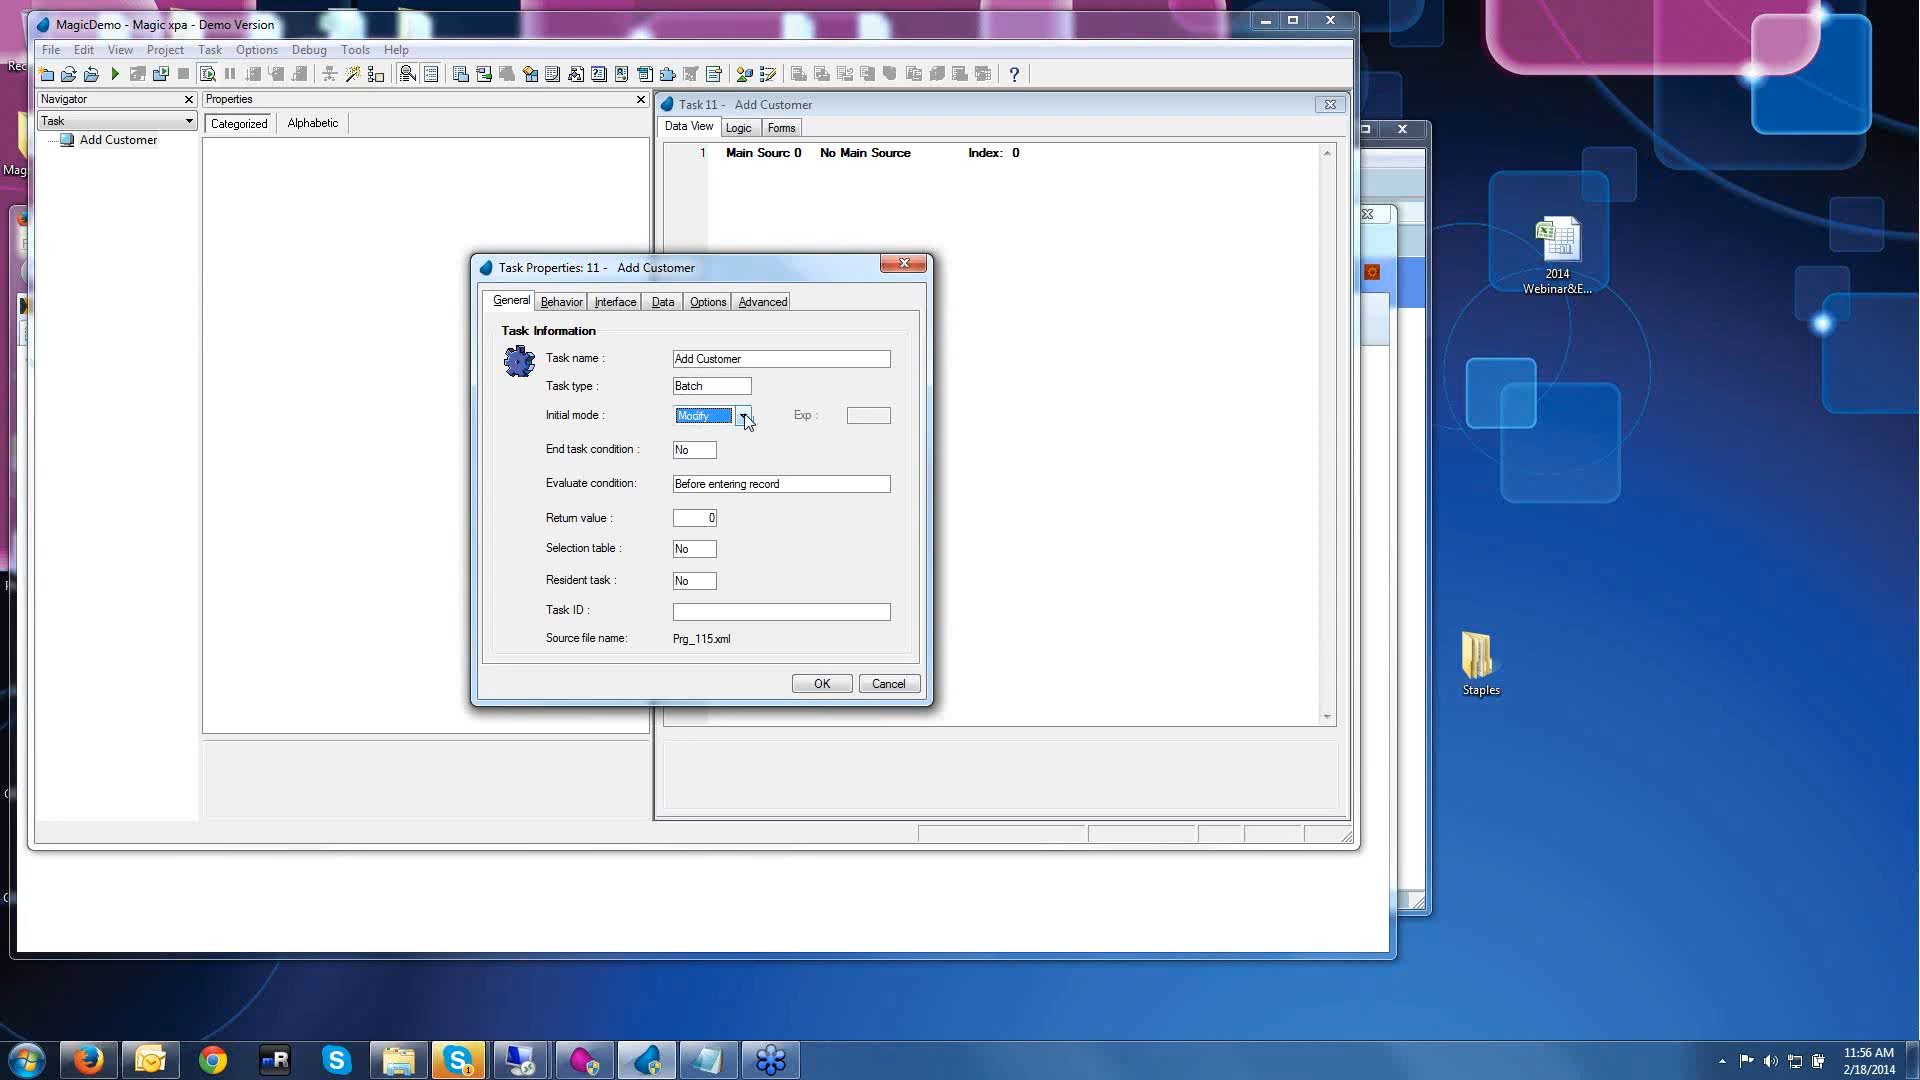 MagicDemo - Magic xpa - Demo Version
File Edit View Project Task Options Debug Tools Help
Navigator
Properties
Task 11 - Add Customer
Task
Categorized
Alphabetic
Data View
Logic
Forms
Add Customer
1 Main Sourc 0 No Main Source Index: 0
Task Properties: 11 - Add Customer
General
Behavior
Interface
Data
Options
Advanced
Task Information
Task name : Add Customer
Task type : Batch
Initial mode : Modify Exp :
End task condition : No
Evaluate condition: Before entering record
Return value : 0
Selection table : No
Resident task : No
Task ID :
Source file name: Prg_115.xml
OK
Cancel
2014
Webinar&E...
Staples
Rec
Mag
mR
11:56 AM
2/18/2014